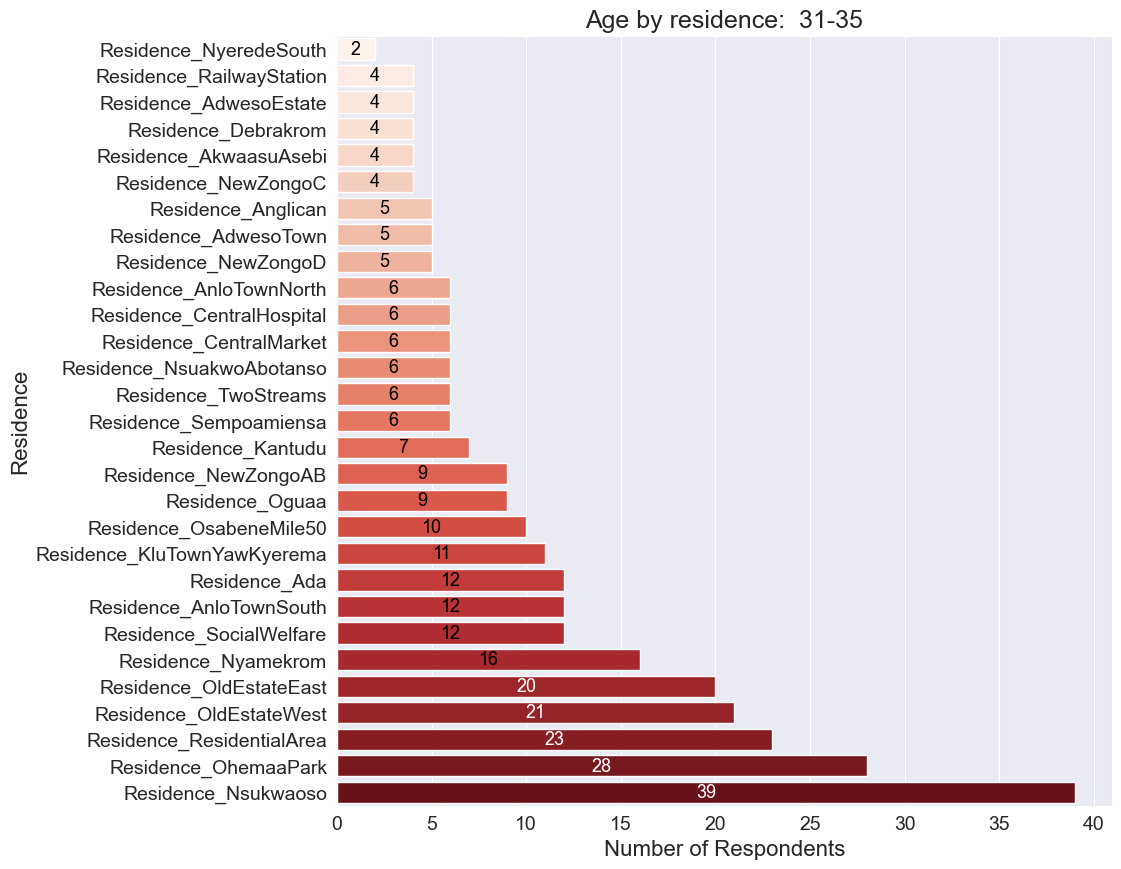 Age by residence:  31-35
Residence_NyeredeSouth 2
Residence_RailwayStation 4
Residence_AdwesoEstate 4
Residence_Debrakrom 4
Residence_AkwaasuAsebi 4
Residence_NewZongoC 4
Residence_Anglican 5
Residence_AdwesoTown 5
Residence_NewZongoD 5
Residence_AnloTownNorth 6
Residence_CentralHospital 6
Residence_CentralMarket 6
Residence_NsuakwoAbotanso 6
Residence_TwoStreams 6
Residence_Sempoamiensa 6
Residence_Kantudu 7
Residence_NewZongoAB 9
Residence_Oguaa 9
Residence_OsabeneMile50 10
Residence_KluTownYawKyerema 11
Residence_Ada 12
Residence_AnloTownSouth 12
Residence_SocialWelfare 12
Residence_Nyamekrom 16
Residence_OldEstateEast 20
Residence_OldEstateWest 21
Residence_ResidentialArea 23
Residence_OhemaaPark 28
Residence_Nsukwaoso 39
Residence
0 5 10 15 20 25 30 35 40
Number of Respondents